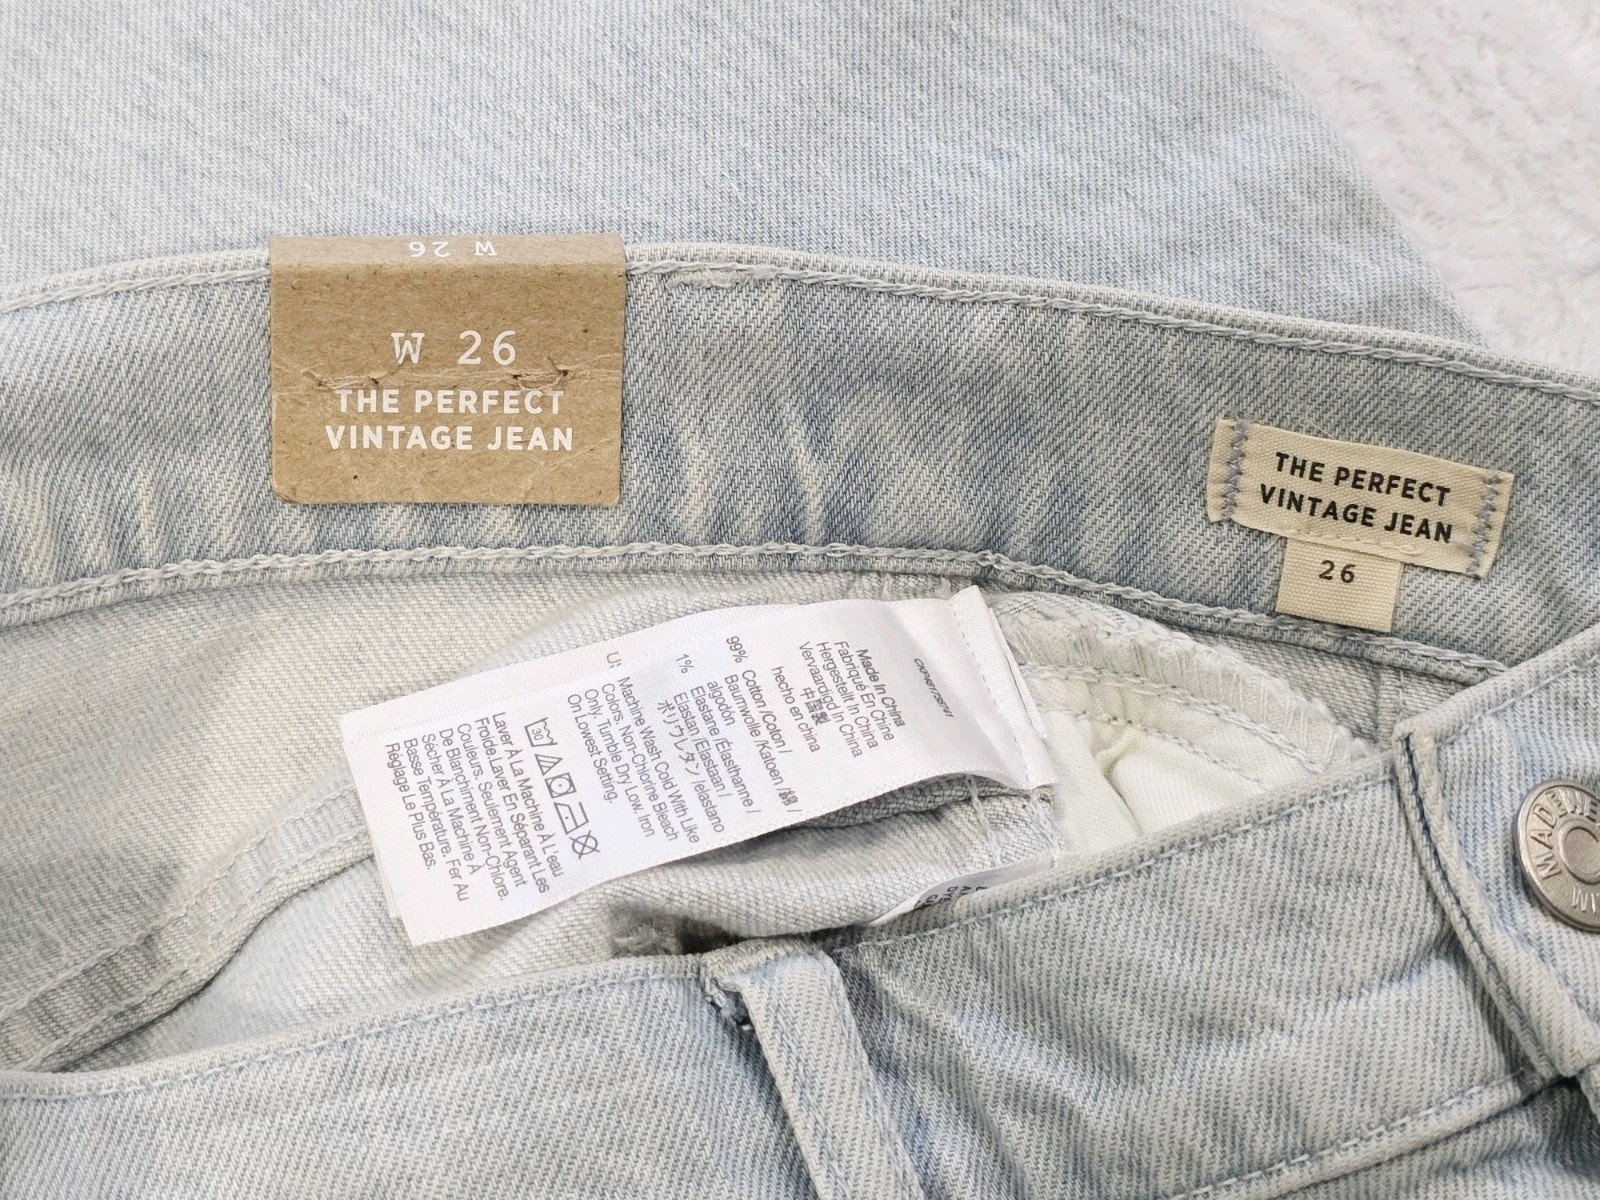 W 26
W 26
THE PERFECT
VINTAGE JEAN
THE PERFECT
VINTAGE JEAN
26
Made In China
Fabriqué En Chine
Hergestellt In China
Vervaardigd In China
中国製
hecho en china
99% Cotton /Coton /
Baumwolle /Katoen / 綿 /
algodón
1% Elastane /Élasthanne /
Elastan /Elastaan /
ポリウレタン /elastano
Machine Wash Cold With Like
Colors. Non-Chlorine Bleach
Only. Tumble Dry Low. Iron
On Lowest Setting.
30
Laver À La Machine À L'eau
Froide Laver En Séparant Les
Couleurs. Seulement Agent
De Blanchiment Non-Chlore.
Sécher À La Machine À
Basse Température. Fer Au
Réglage Le Plus Bas.
MADEWE